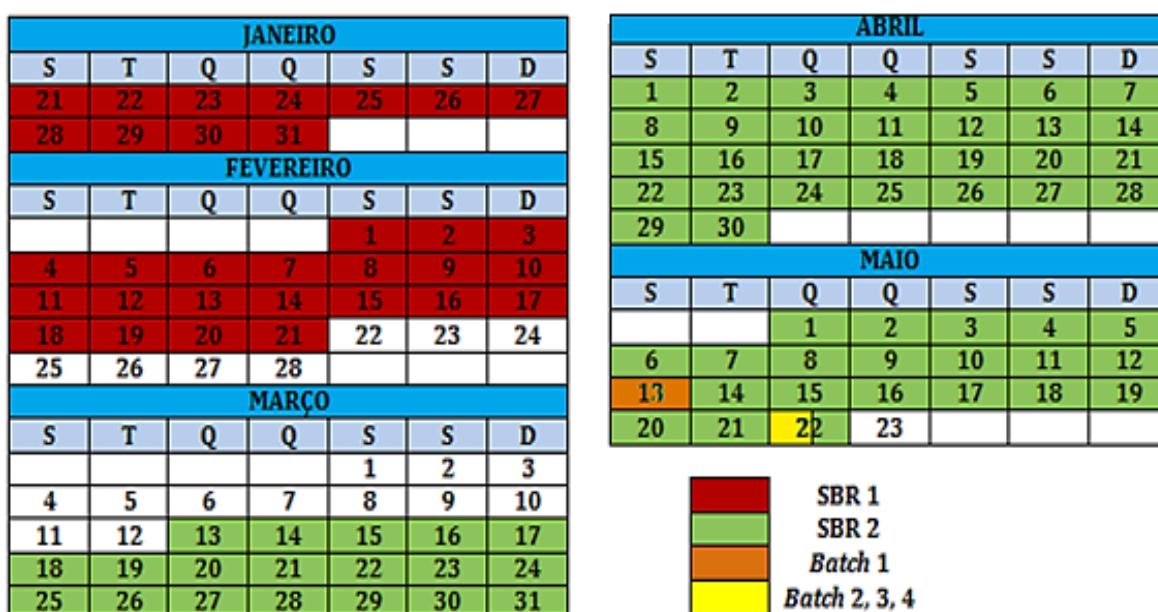 JANEIRO
S T Q Q S S D
21 22 23 24 25 26 27
28 29 30 31
FEVEREIRO
S T Q Q S S D
1 2 3
4 5 6 7 8 9 10
11 12 13 14 15 16 17
18 19 20 21 22 23 24
25 26 27 28
MARÇO
S T Q Q S S D
1 2 3
4 5 6 7 8 9 10
11 12 13 14 15 16 17
18 19 20 21 22 23 24
25 26 27 28 29 30 31
ABRIL
S T Q Q S S D
1 2 3 4 5 6 7
8 9 10 11 12 13 14
15 16 17 18 19 20 21
22 23 24 25 26 27 28
29 30
MAIO
S T Q Q S S D
1 2 3 4 5
6 7 8 9 10 11 12
13 14 15 16 17 18 19
20 21 22 23
SBR 1
SBR 2
Batch 1
Batch 2, 3, 4